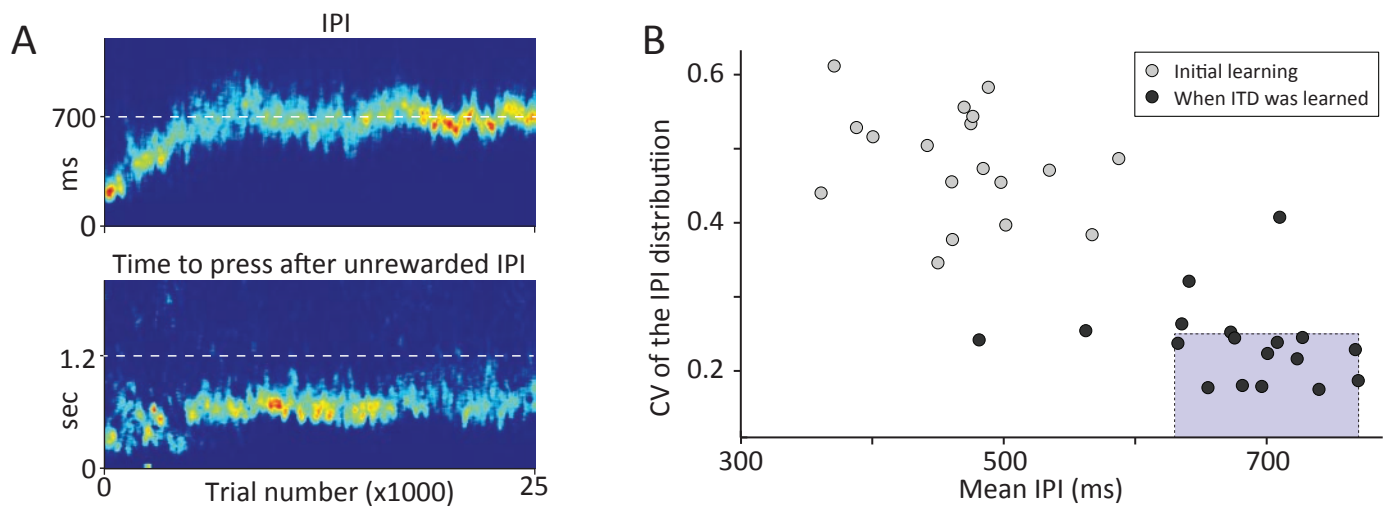 A
IPI
700
ms
0
Time to press after unrewarded IPI
1.2
sec
0
0
Trial number (x1000)
25
B
CV of the IPI distributiion
0.6
0.4
0.2
Initial learning
When ITD was learned
300
500
700
Mean IPI (ms)